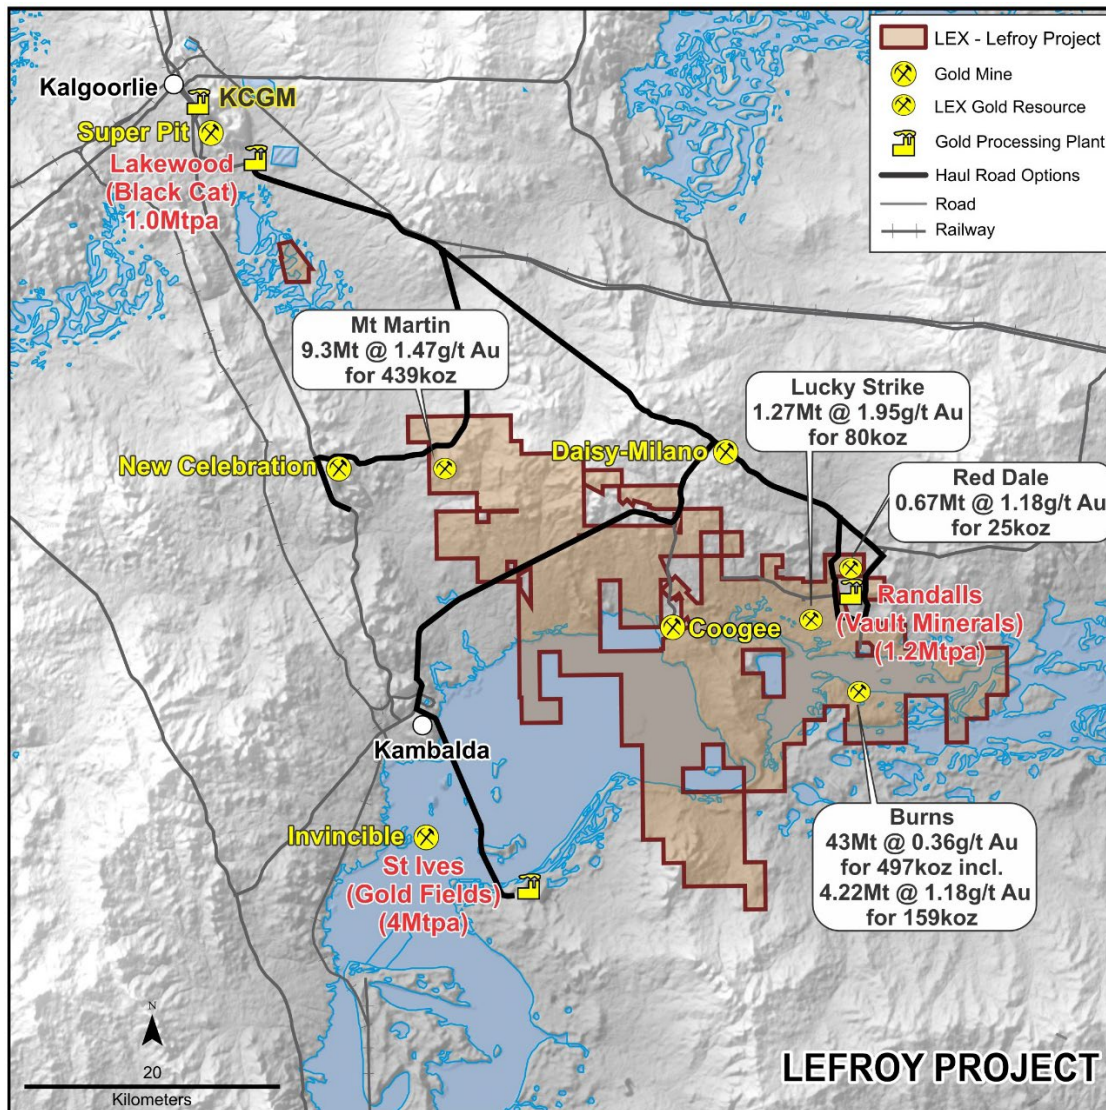 LEX - Lefroy Project
Gold Mine
LEX Gold Resource
Gold Processing Plant
Haul Road Options
Road
Railway
Kalgoorlie
KCGM
Super Pit
Lakewood
(Black Cat)
1.0Mtpa
Mt Martin
9.3Mt @ 1.47g/t Au
for 439koz
Lucky Strike
1.27Mt @ 1.95g/t Au
for 80koz
New Celebration
Daisy-Milano
Red Dale
0.67Mt @ 1.18g/t Au
for 25koz
Randalls
(Vault Minerals)
(1.2Mtpa)
Coogee
Kambalda
Invincible
St Ives
(Gold Fields)
(4Mtpa)
Burns
43Mt @ 0.36g/t Au
for 497koz incl.
4.22Mt @ 1.18g/t Au
for 159koz
N
20
Kilometers
LEFROY PROJECT